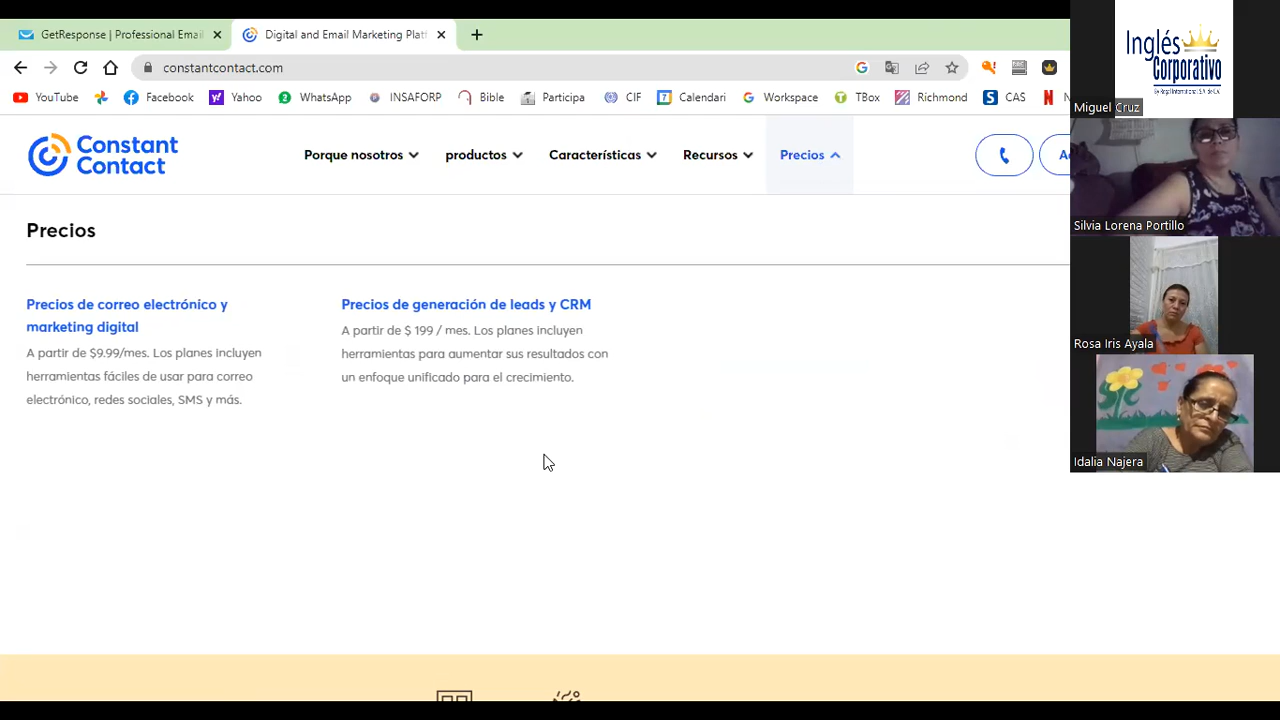 GetResponse | Professional Email
Digital and Email Marketing Platf
constantcontact.com
YouTube
Facebook
Yahoo
WhatsApp
INSAFORP
Bible
Participa
CIF
Calendari
Workspace
TBox
Richmond
CAS
N
Constant
Contact
Porque nosotros
productos
Características
Recursos
Precios
Precios
Precios de correo electrónico y
marketing digital
A partir de $9.99/mes. Los planes incluyen
herramientas fáciles de usar para correo
electrónico, redes sociales, SMS y más.
Precios de generación de leads y CRM
A partir de $ 199 / mes. Los planes incluyen
herramientas para aumentar sus resultados con
un enfoque unificado para el crecimiento.
Inglés
Corporativo
Miguel Cruz
Silvia Lorena Portillo
Rosa Iris Ayala
Idalia Najera